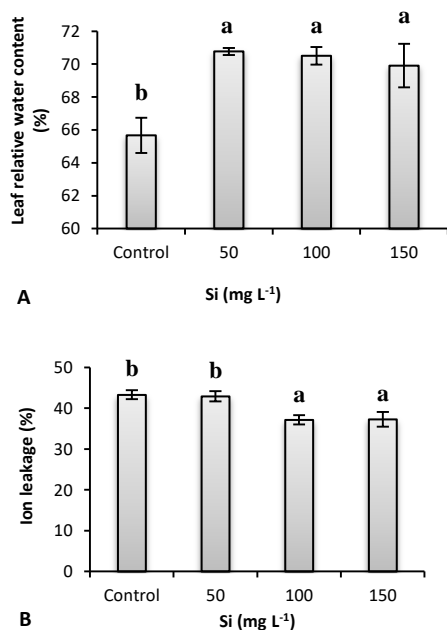 72
70
68
66
64
62
60
Leaf relative water content
(%)
b
a
a
a
Control
50
100
150
Si (mg L-1)
A
50
40
30
20
10
0
Ion leakage (%)
b
b
a
a
Control
50
100
150
Si (mg L-1)
B